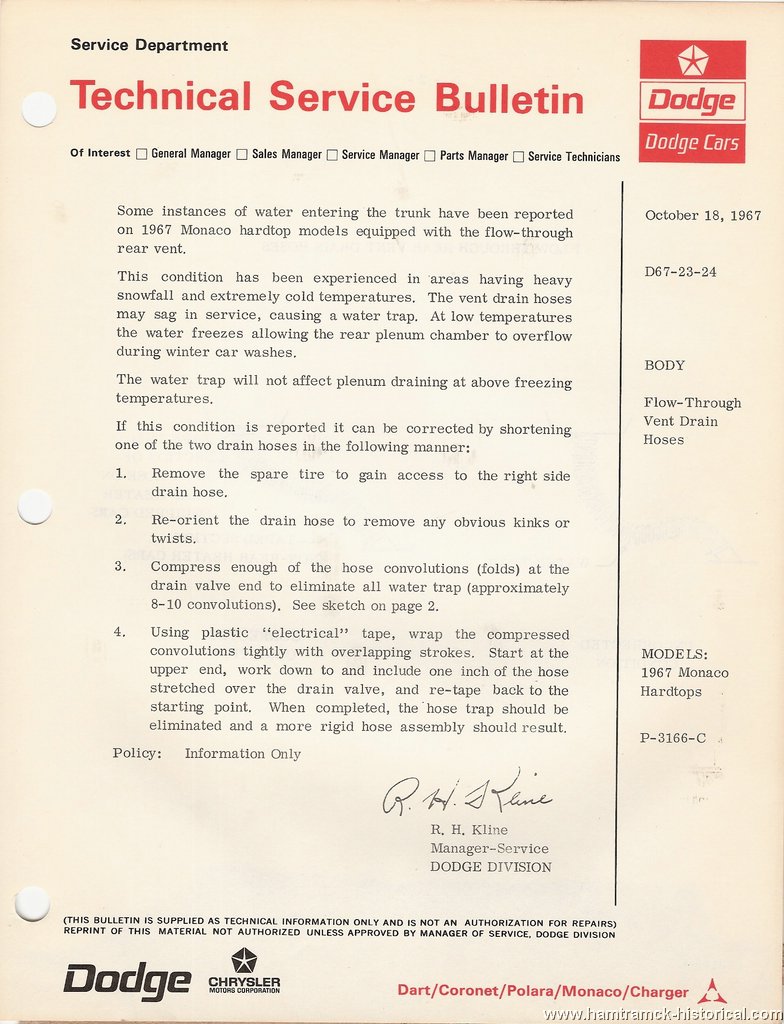 Service Department
Technical Service Bulletin
Dodge
Dodge Cars
Of Interest □ General Manager □ Sales Manager □ Service Manager □ Parts Manager □ Service Technicians
Some instances of water entering the trunk have been reported
on 1967 Monaco hardtop models equipped with the flow-through
rear vent.
This condition has been experienced in areas having heavy
snowfall and extremely cold temperatures. The vent drain hoses
may sag in service, causing a water trap. At low temperatures
the water freezes allowing the rear plenum chamber to overflow
during winter car washes.
The water trap will not affect plenum draining at above freezing
temperatures.
If this condition is reported it can be corrected by shortening
one of the two drain hoses in the following manner:
1. Remove the spare tire to gain access to the right side
drain hose.
2. Re-orient the drain hose to remove any obvious kinks or
twists.
3. Compress enough of the hose convolutions (folds) at the
drain valve end to eliminate all water trap (approximately
8-10 convolutions). See sketch on page 2.
4. Using plastic "electrical" tape, wrap the compressed
convolutions tightly with overlapping strokes. Start at the
upper end, work down to and include one inch of the hose
stretched over the drain valve, and re-tape back to the
starting point. When completed, the hose trap should be
eliminated and a more rigid hose assembly should result.
Policy: Information Only
R. H. Kline
R. H. Kline
Manager-Service
DODGE DIVISION
October 18, 1967
D67-23-24
BODY
Flow-Through
Vent Drain
Hoses
MODELS:
1967 Monaco
Hardtops
P-3166-C
(THIS BULLETIN IS SUPPLIED AS TECHNICAL INFORMATION ONLY AND IS NOT AN AUTHORIZATION FOR REPAIRS)
REPRINT OF THIS MATERIAL NOT AUTHORIZED UNLESS APPROVED BY MANAGER OF SERVICE, DODGE DIVISION
Dodge
CHRYSLER
MOTORS CORPORATION
Dart/Coronet/Polara/Monaco/Charger
www.hamtramck-historical.com